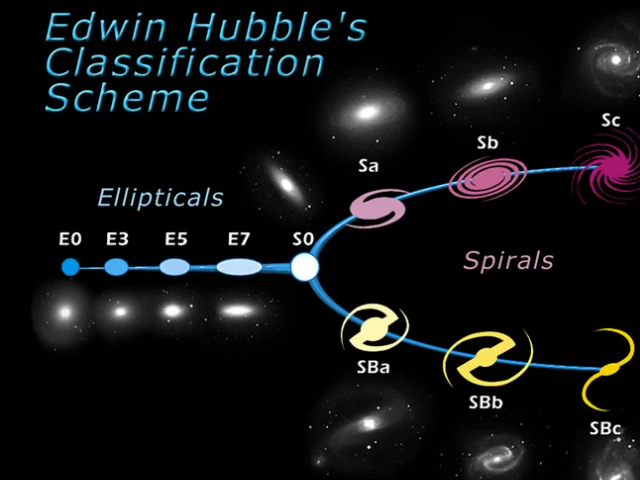 Edwin Hubble's
Classification
Scheme
Ellipticals
E0 E3 E5 E7 S0
Sa
Sb
Sc
Spirals
SBa
SBb
SBc